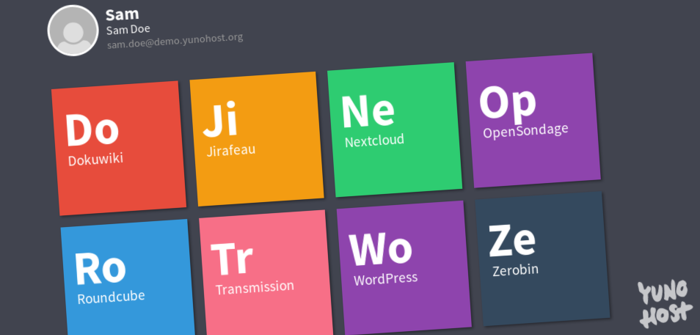 Sam
Sam Doe
sam.doe@demo.yunohost.org
Do
Dokuwiki
Ji
Jirafeau
Ne
Nextcloud
Op
OpenSondage
Ro
Roundcube
Tr
Transmission
Wo
WordPress
Ze
Zerobin
YUNO
HOST